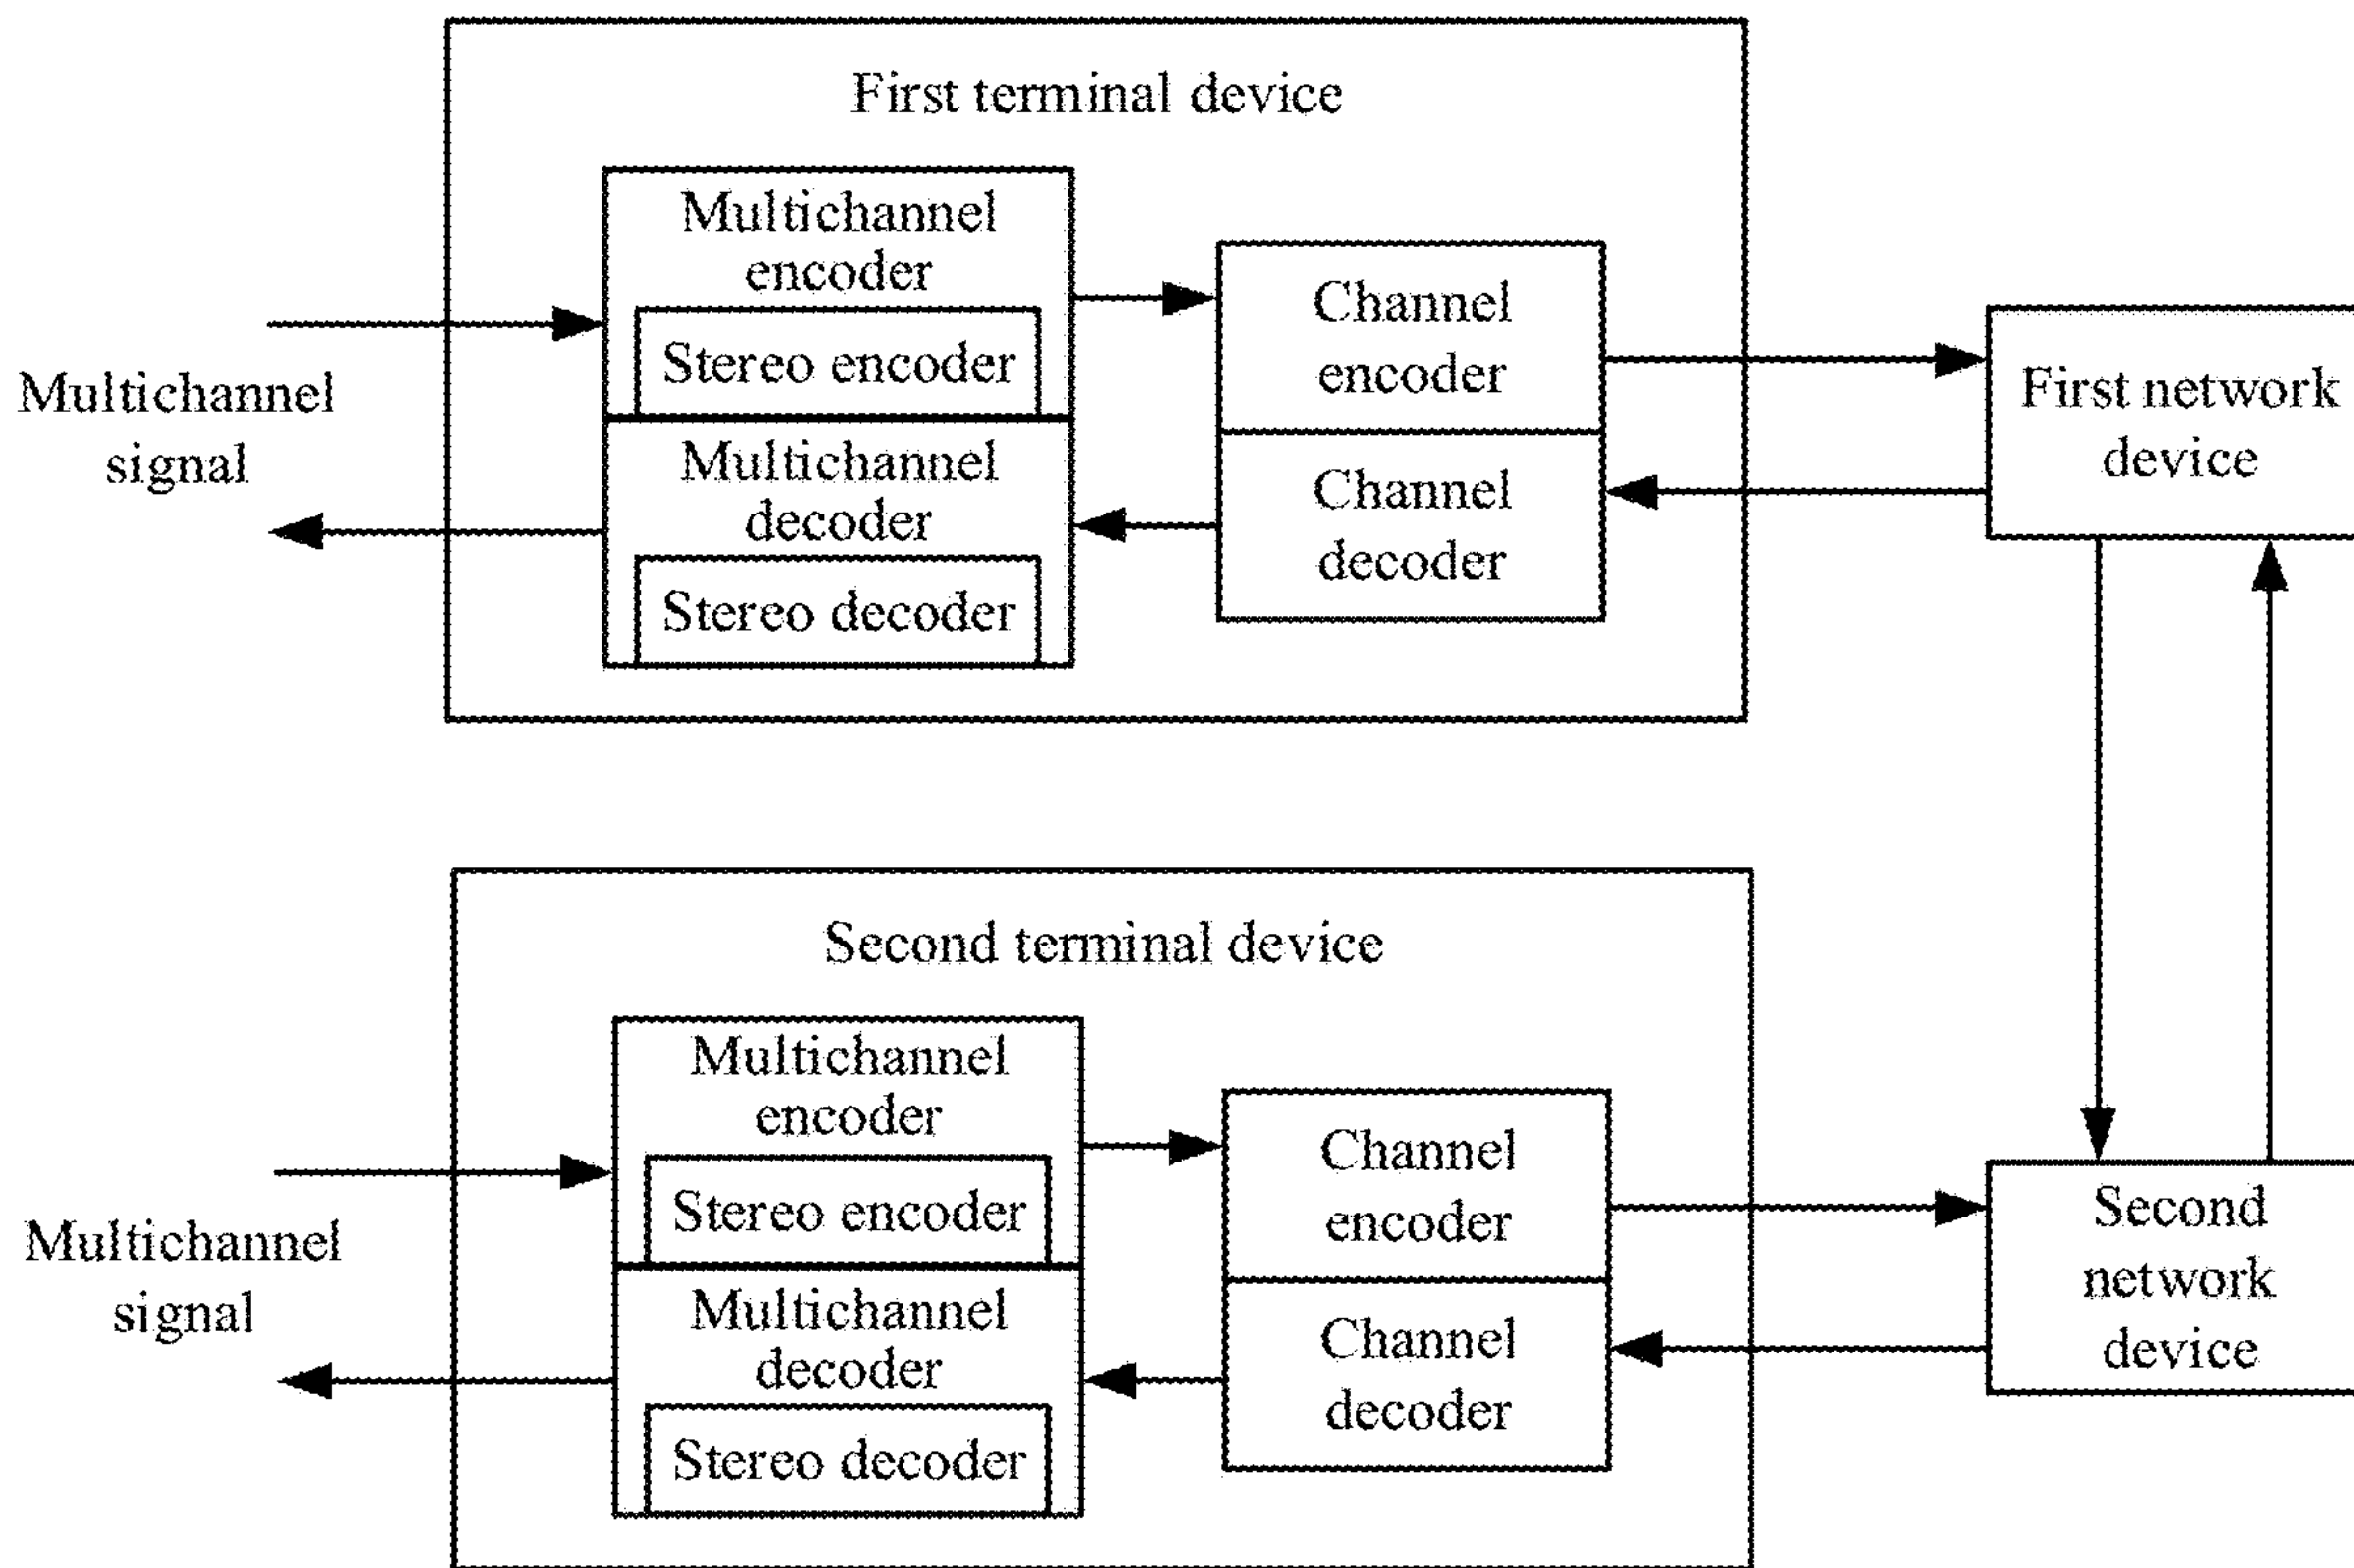 First terminal device
Multichannel
encoder
Stereo encoder
Channel
encoder
Multichannel
signal
First network
device
Multichannel
decoder
Stereo decoder
Channel
decoder
Second terminal device
Multichannel
encoder
Stereo encoder
Channel
encoder
Multichannel
signal
Second
network
device
Multichannel
decoder
Stereo decoder
Channel
decoder